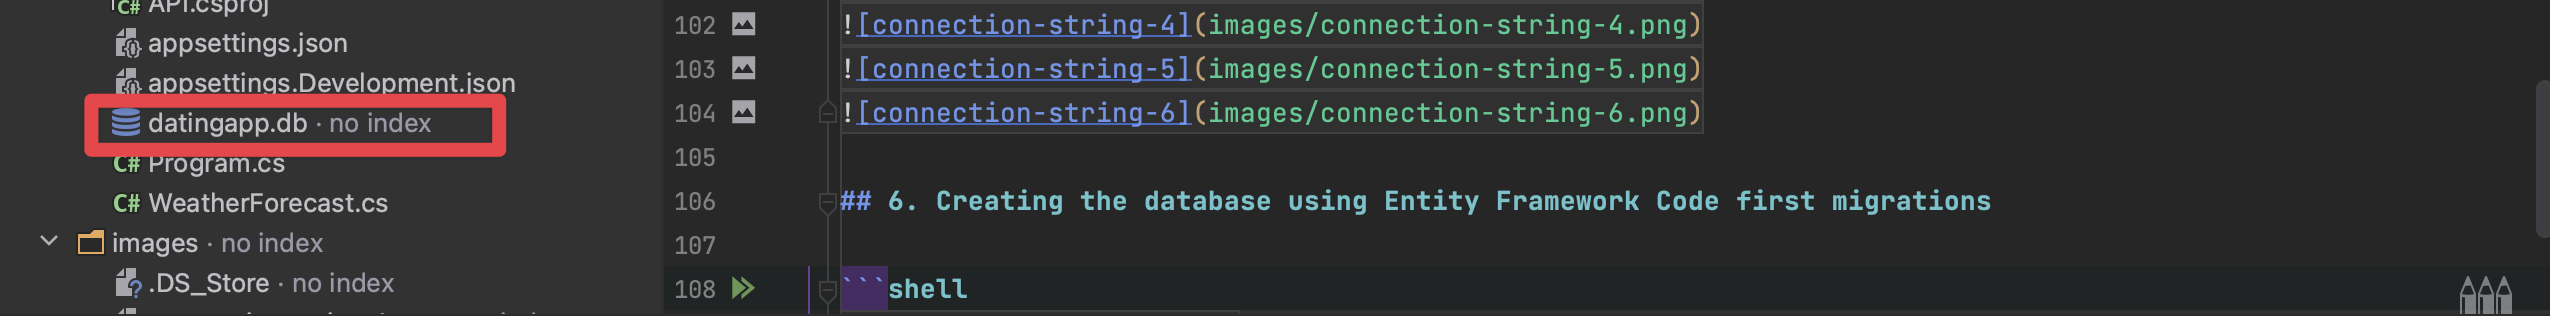 API.csproj
appsettings.json
appsettings.Development.json
datingapp.db · no index
C# Program.cs
C# WeatherForecast.cs
images · no index
.DS_Store · no index
102 ![connection-string-4](images/connection-string-4.png)
103 ![connection-string-5](images/connection-string-5.png)
104 ![connection-string-6](images/connection-string-6.png)
105
106 ## 6. Creating the database using Entity Framework Code first migrations
107
108 ```shell